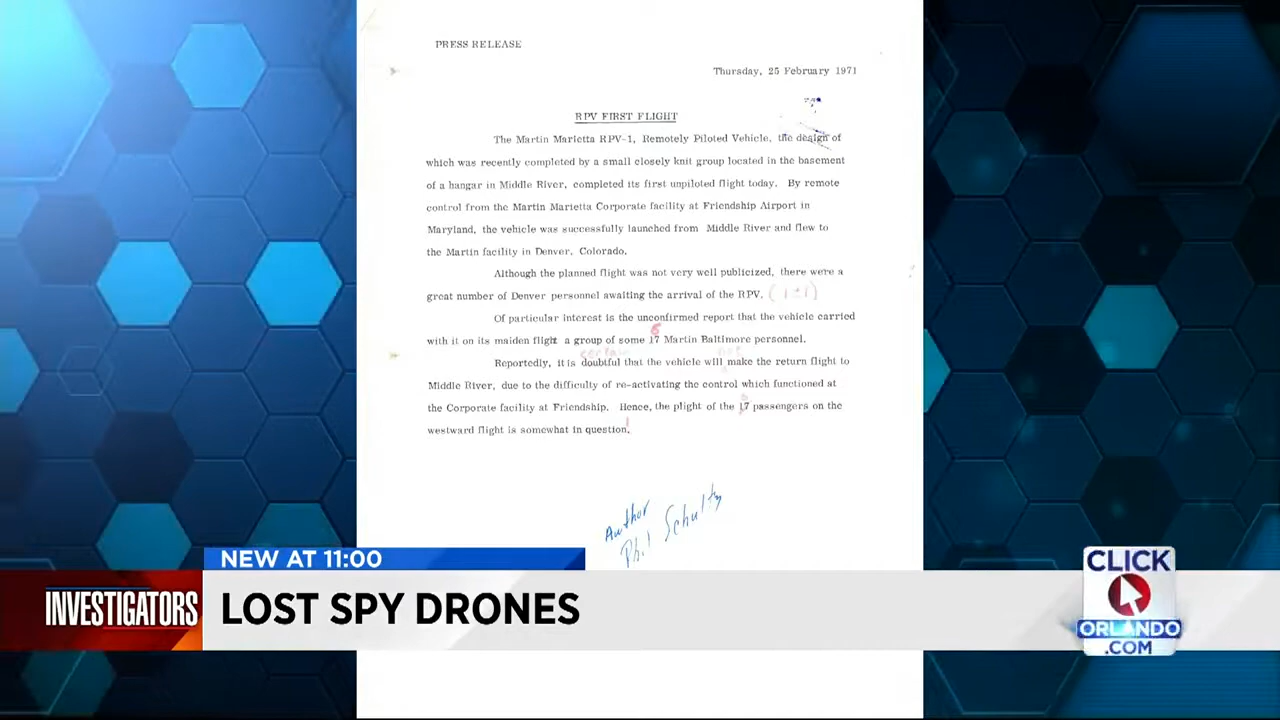 PRESS RELEASE
Thursday, 25 February 1971
RPV FIRST FLIGHT
The Martin Marietta RPV-1, Remotely Piloted Vehicle, the design of
which was recently completed by a small closely knit group located in the basement
of a hangar in Middle River, completed its first unpiloted flight today. By remote
control from the Martin Marietta Corporate facility at Friendship Airport in
Maryland, the vehicle was successfully launched from Middle River and flew to
the Martin facility in Denver, Colorado.
Although the planned flight was not very well publicized, there were a
great number of Denver personnel awaiting the arrival of the RPV.
Of particular interest is the unconfirmed report that the vehicle carried
6
with it on its maiden flight a group of some 17 Martin Baltimore personnel.
certain not
Reportedly, it is doubtful that the vehicle will make the return flight to
Middle River, due to the difficulty of re-activating the control which functioned at
the Corporate facility at Friendship. Hence, the plight of the 17 passengers on the
westward flight is somewhat in question.
Author
Phil Schultz
NEW AT 11:00
INVESTIGATORS
LOST SPY DRONES
CLICK
ORLANDO
.COM